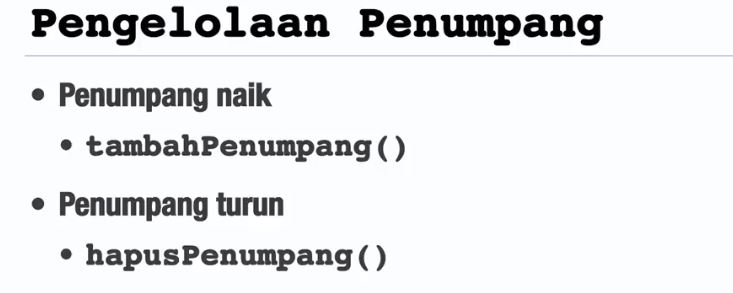 Pengelolaan Penumpang
• Penumpang naik
• tambahPenumpang()
• Penumpang turun
• hapusPenumpang()